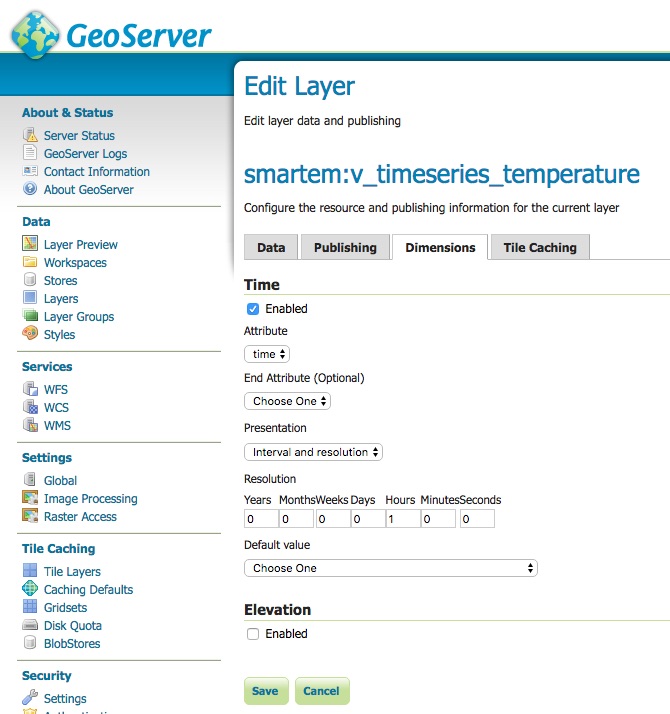 GeoServer
About & Status
Server Status
GeoServer Logs
Contact Information
About GeoServer
Data
Layer Preview
Workspaces
Stores
Layers
Layer Groups
Styles
Services
WFS
WCS
WMS
Settings
Global
Image Processing
Raster Access
Tile Caching
Tile Layers
Caching Defaults
Gridsets
Disk Quota
BlobStores
Security
Settings
Edit Layer
Edit layer data and publishing
smartem:v_timeseries_temperature
Configure the resource and publishing information for the current layer
Data Publishing Dimensions Tile Caching
Time
Enabled
Attribute
time
End Attribute (Optional)
Choose One
Presentation
Interval and resolution
Resolution
Years Months Weeks Days Hours Minutes Seconds
0 0 0 0 1 0 0
Default value
Choose One
Elevation
Enabled
Save Cancel